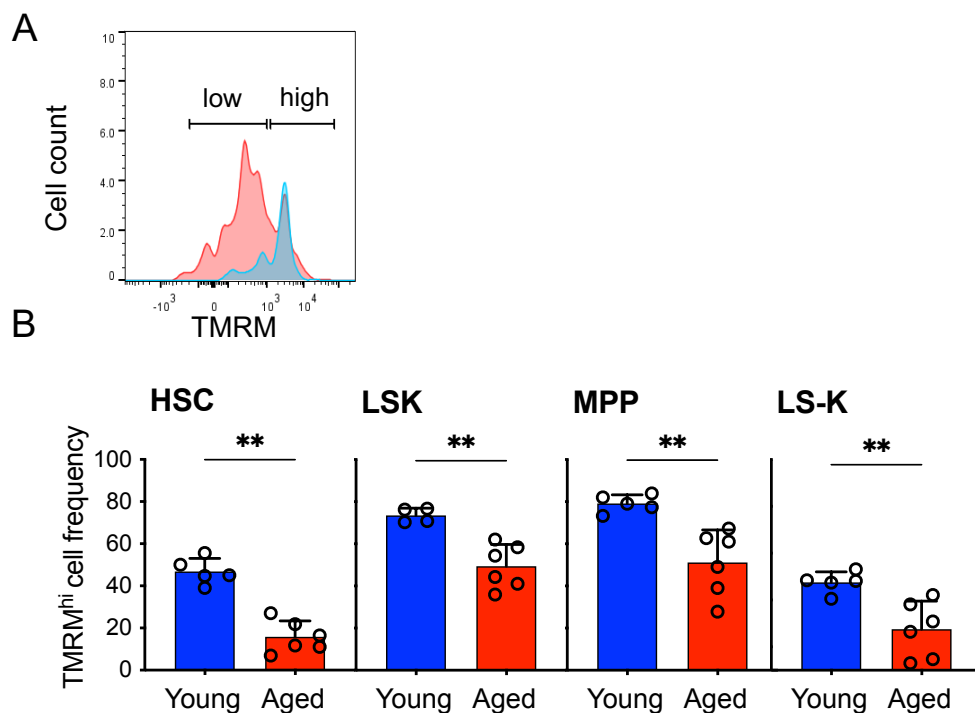 A
10
8.0
6.0
4.0
2.0
0
Cell count
low high
-10³ 0 10³ 10⁴
TMRM
B
HSC LSK MPP LS-K
** ** ** **
TMRMhi cell frequency
100
80
60
40
20
0
Young Aged Young Aged Young Aged Young Aged